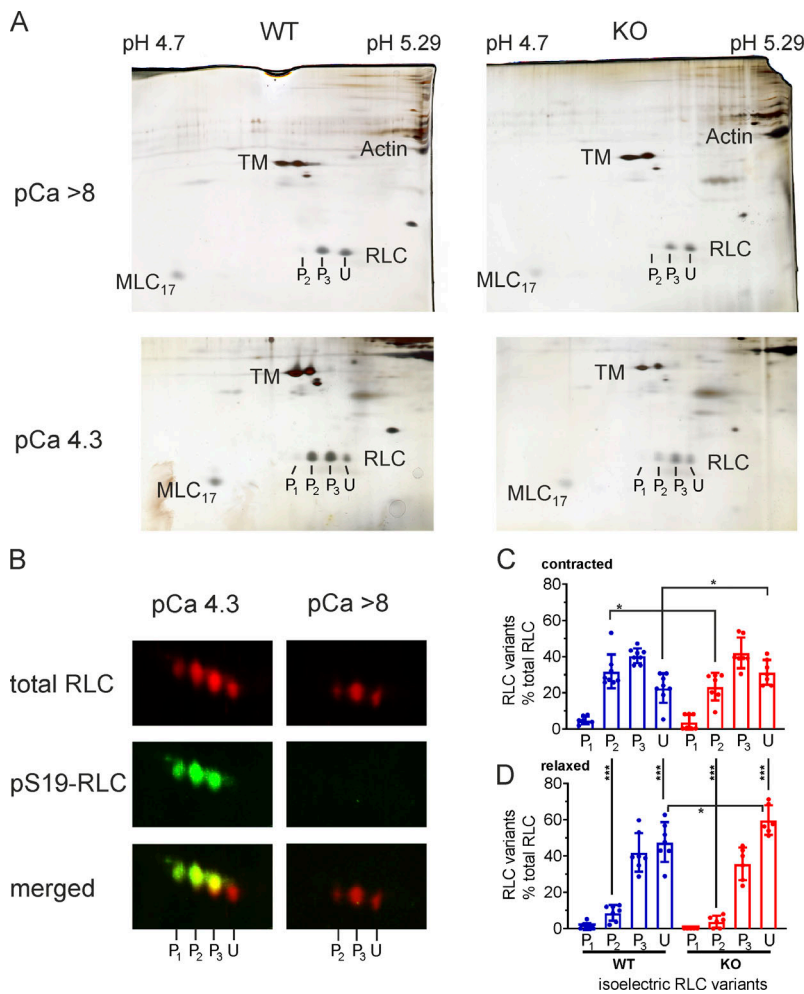 A
WT
KO
pH 4.7
pH 5.29
pH 4.7
pH 5.29
pCa >8
TM
Actin
RLC
P₂ P₃ U
MLC₁₇
TM
Actin
RLC
P₂ P₃ U
MLC₁₇
pCa 4.3
TM
RLC
P₁ P₂ P₃ U
MLC₁₇
TM
RLC
P₁ P₂ P₃ U
MLC₁₇
B
pCa 4.3
pCa >8
total RLC
pS19-RLC
merged
P₁ P₂ P₃ U
P₂ P₃ U
C
contracted
RLC variants
% total RLC
80
60
40
20
0
*
*
P₁ P₂ P₃ U P₁ P₂ P₃ U
*** *** *** ***
D
relaxed
RLC variants
% total RLC
80
60
40
20
0
*
P₁ P₂ P₃ U P₁ P₂ P₃ U
WT
KO
isoelectric RLC variants